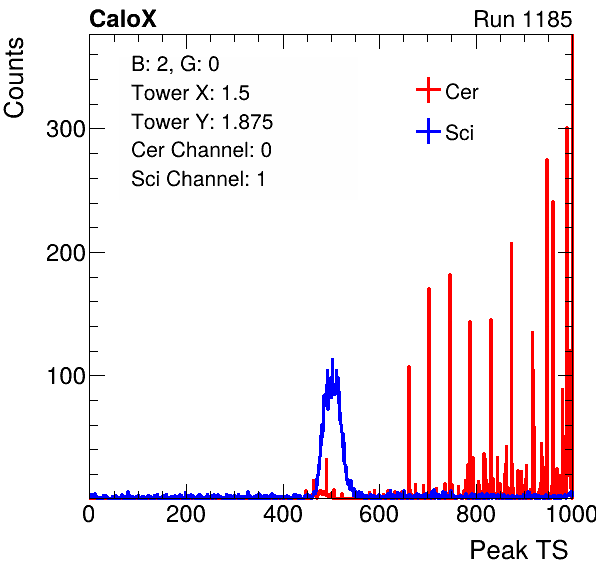 CaloX Run 1185
Counts
B: 2, G: 0
Tower X: 1.5
Tower Y: 1.875
Cer Channel: 0
Sci Channel: 1
Cer
Sci
300
200
100
0 200 400 600 800 1000
Peak TS